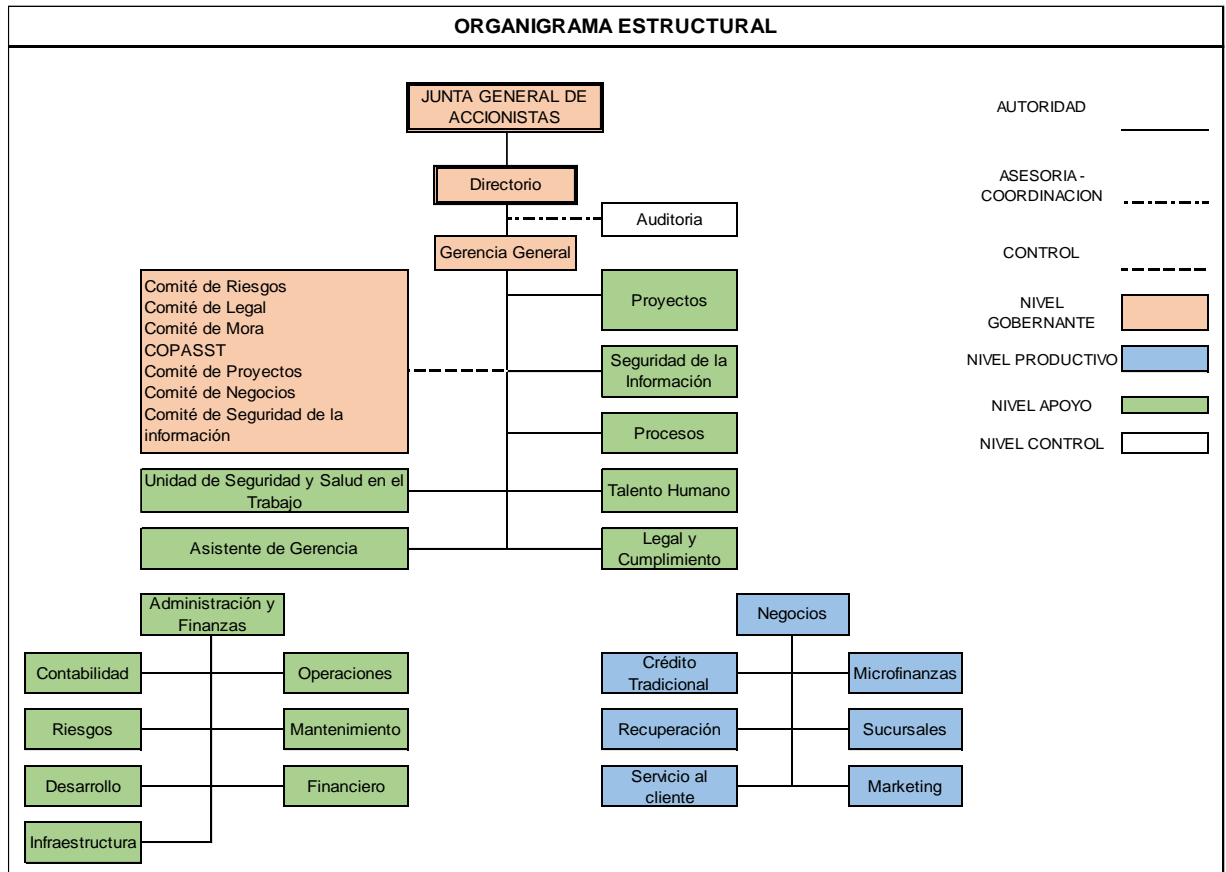 ORGANIGRAMA ESTRUCTURAL
JUNTA GENERAL DE
ACCIONISTAS
Directorio
Auditoria
Gerencia General
Comité de Riesgos
Comité de Legal
Comité de Mora
COPASST
Comité de Proyectos
Comité de Negocios
Comité de Seguridad de la
información
Proyectos
Seguridad de la
Información
Procesos
Unidad de Seguridad y Salud en el
Trabajo
Talento Humano
Asistente de Gerencia
Legal y
Cumplimiento
AUTORIDAD
ASESORIA -
COORDINACION
CONTROL
NIVEL
GOBERNANTE
NIVEL PRODUCTIVO
NIVEL APOYO
NIVEL CONTROL
Administración y
Finanzas
Contabilidad
Operaciones
Riesgos
Mantenimiento
Desarrollo
Financiero
Infraestructura
Negocios
Crédito
Tradicional
Microfinanzas
Recuperación
Sucursales
Servicio al
cliente
Marketing